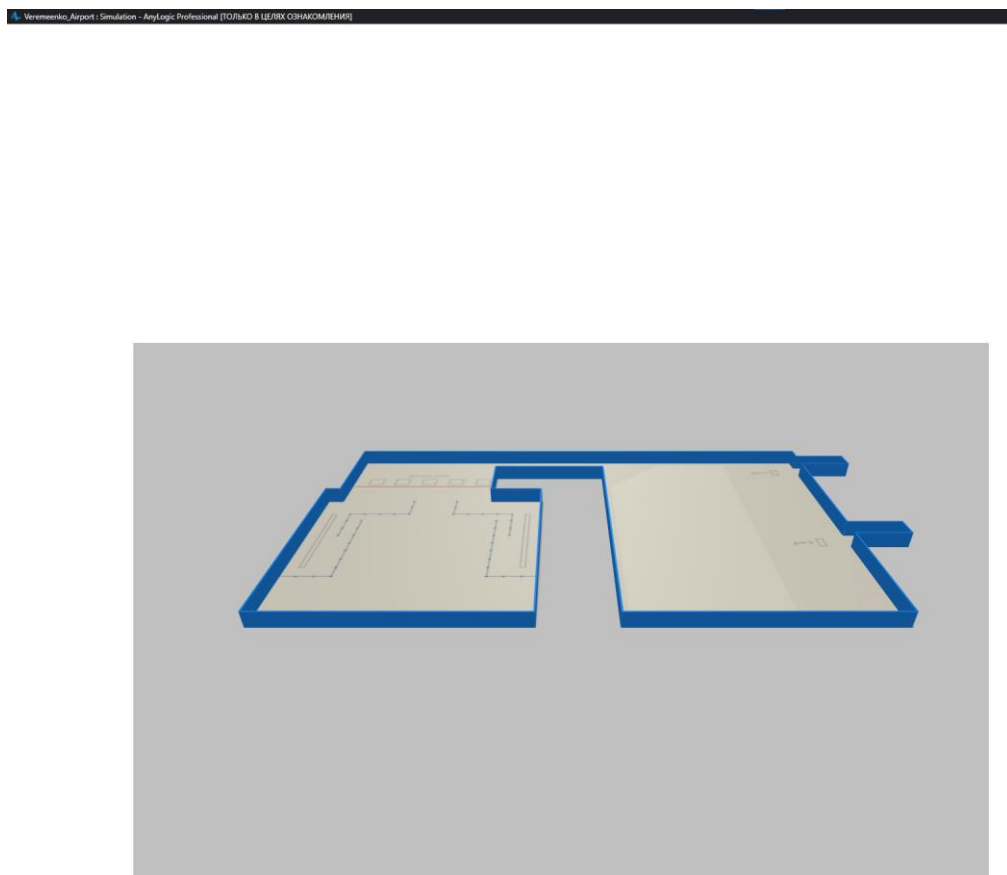 Veremeenko_Airport : Simulation - AnyLogic Professional [ТОЛЬКО В ЦЕЛЯХ ОЗНАКОМЛЕНИЯ]